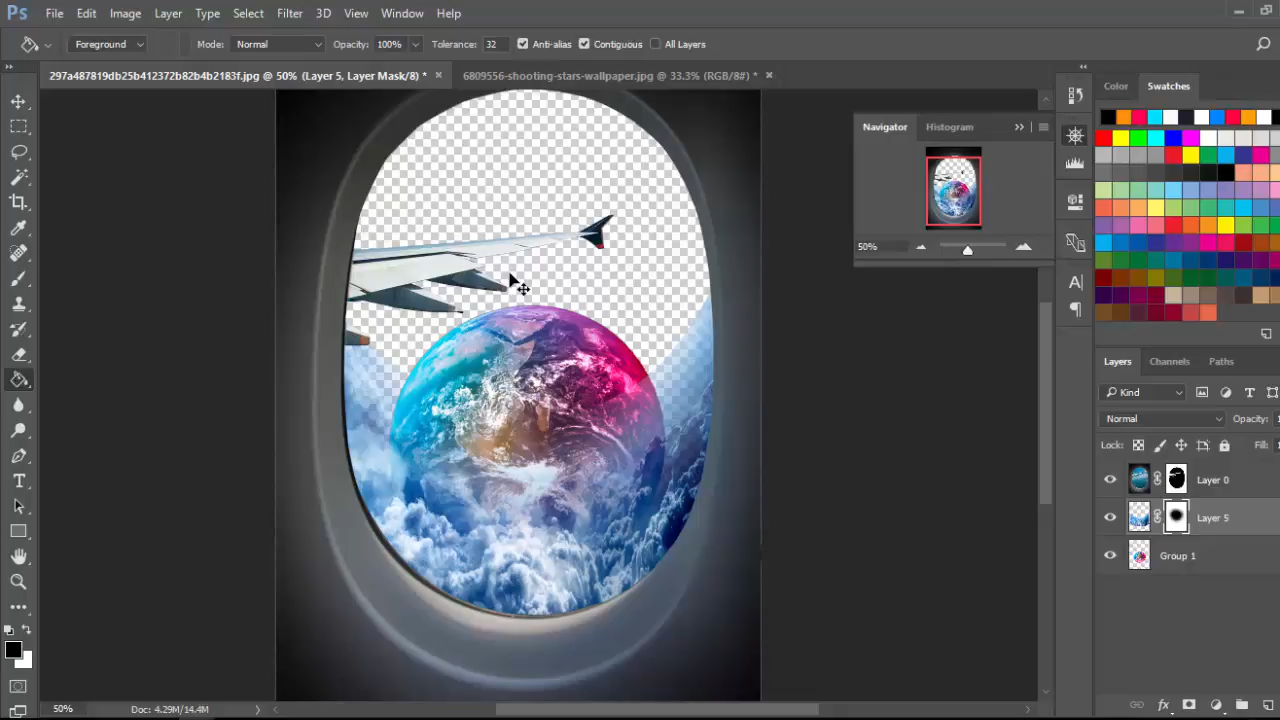 Ps File Edit Image Layer Type Select Filter 3D View Window Help
Foreground Mode: Normal Opacity: 100% Tolerance: 32 Anti-alias Contiguous All Layers
297a487819db25b412372b82b4b2183f.jpg @ 50% (Layer 5, Layer Mask/8) * 6809556-shooting-stars-wallpaper.jpg @ 33.3% (RGB/8#) *
Color Swatches
Navigator Histogram
50%
Layers Channels Paths
Kind
Normal Opacity: 1
Lock: Fill:
Layer 0
Layer 5
Group 1
50% Doc: 4.29M/14.4M